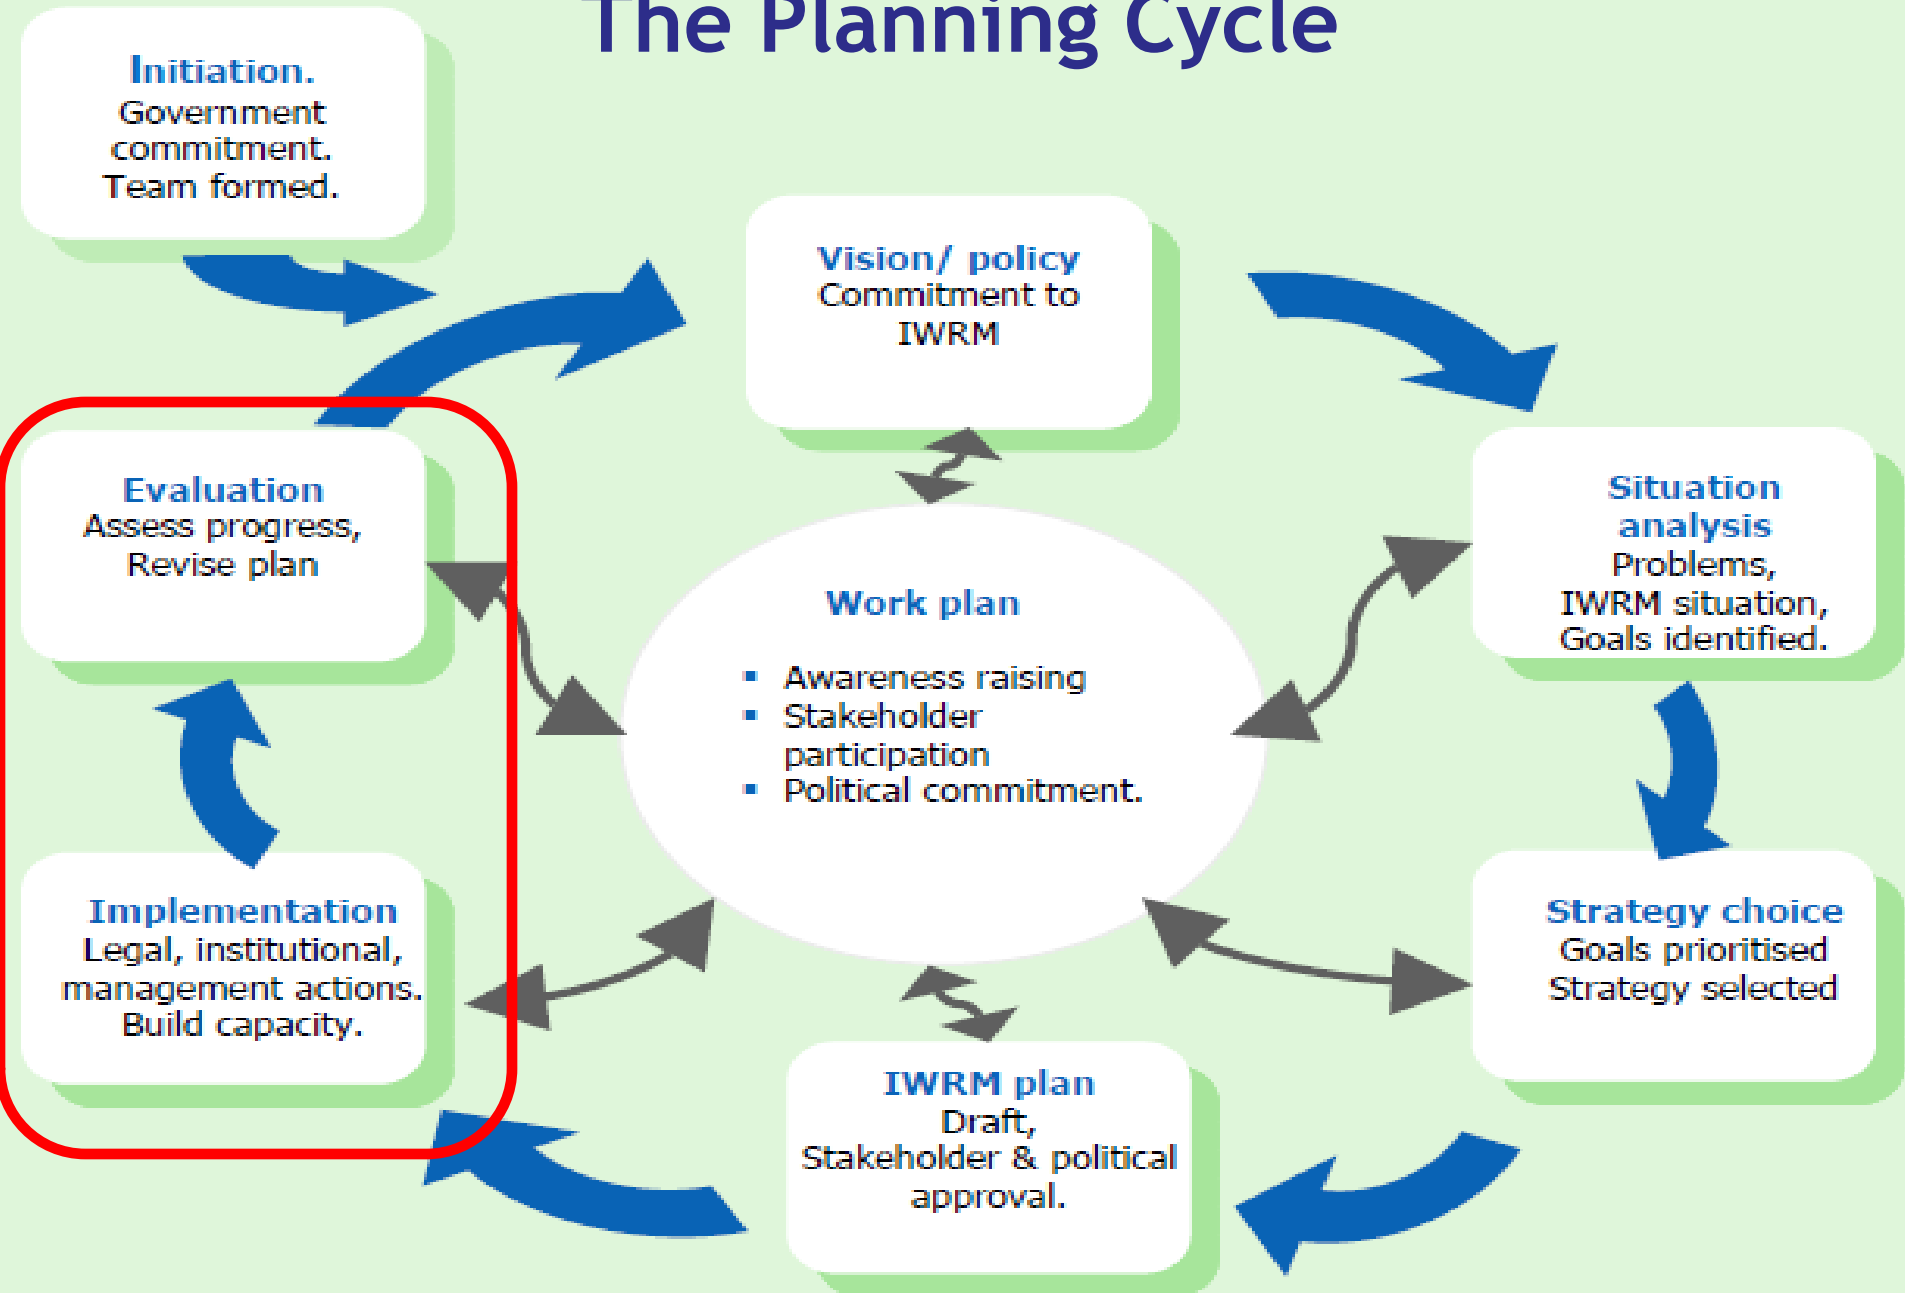 The Planning Cycle
Initiation.
Government
commitment.
Team formed.
Vision/ policy
Commitment to
IWRM
Situation
analysis
Problems,
IWRM situation,
Goals identified.
Strategy choice
Goals prioritised
Strategy selected
IWRM plan
Draft,
Stakeholder & political
approval.
Implementation
Legal, institutional,
management actions.
Build capacity.
Evaluation
Assess progress,
Revise plan
Work plan
▪ Awareness raising
▪ Stakeholder
participation
▪ Political commitment.